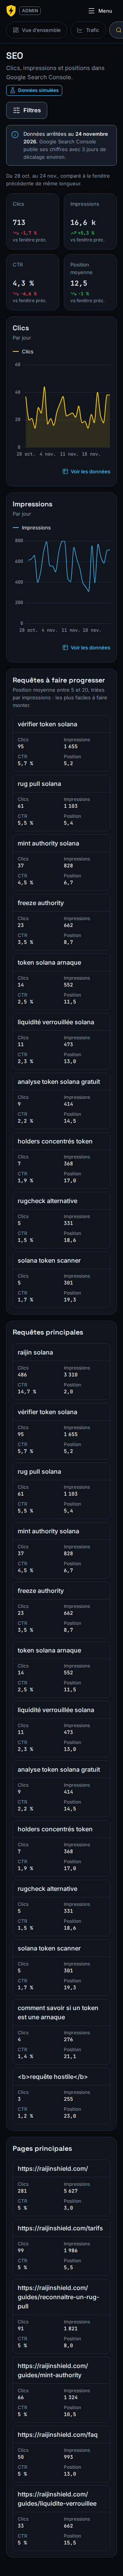 ADMIN
Menu
Vue d'ensemble
Trafic
SEO
Clics, impressions et positions dans
Google Search Console.
Données simulées
Filtres
Données arrêtées au 24 novembre
2026. Google Search Console
publie ses chiffres avec 3 jours de
décalage environ.
Du 28 oct. au 24 nov., comparé à la fenêtre
précédente de même longueur.
Clics
713
-1,7 %
vs fenêtre préc.
Impressions
16,6 k
+5,3 %
vs fenêtre préc.
CTR
4,3 %
-6,6 %
vs fenêtre préc.
Position
moyenne
12,5
-1 %
vs fenêtre préc.
Clics
Par jour
Clics
60
40
20
0
28 oct.
4 nov.
11 nov.
18 nov.
Voir les données
Impressions
Par jour
Impressions
800
600
400
200
0
28 oct.
4 nov.
11 nov.
18 nov.
Voir les données
Requêtes à faire progresser
Position moyenne entre 5 et 20, triées
par impressions : les plus faciles à faire
monter.
vérifier token solana
Clics
95
Impressions
1 655
CTR
5,7 %
Position
5,2
rug pull solana
Clics
61
Impressions
1 103
CTR
5,5 %
Position
5,4
mint authority solana
Clics
37
Impressions
828
CTR
4,5 %
Position
6,7
freeze authority
Clics
23
Impressions
662
CTR
3,5 %
Position
8,7
token solana arnaque
Clics
14
Impressions
552
CTR
2,5 %
Position
11,5
liquidité verrouillée solana
Clics
11
Impressions
473
CTR
2,3 %
Position
13,0
analyse token solana gratuit
Clics
9
Impressions
414
CTR
2,2 %
Position
14,5
holders concentrés token
Clics
7
Impressions
368
CTR
1,9 %
Position
17,0
rugcheck alternative
Clics
5
Impressions
331
CTR
1,5 %
Position
18,6
solana token scanner
Clics
5
Impressions
301
CTR
1,7 %
Position
19,3
Requêtes principales
raijin solana
Clics
486
Impressions
3 310
CTR
14,7 %
Position
2,0
vérifier token solana
Clics
95
Impressions
1 655
CTR
5,7 %
Position
5,2
rug pull solana
Clics
61
Impressions
1 103
CTR
5,5 %
Position
5,4
mint authority solana
Clics
37
Impressions
828
CTR
4,5 %
Position
6,7
freeze authority
Clics
23
Impressions
662
CTR
3,5 %
Position
8,7
token solana arnaque
Clics
14
Impressions
552
CTR
2,5 %
Position
11,5
liquidité verrouillée solana
Clics
11
Impressions
473
CTR
2,3 %
Position
13,0
analyse token solana gratuit
Clics
9
Impressions
414
CTR
2,2 %
Position
14,5
holders concentrés token
Clics
7
Impressions
368
CTR
1,9 %
Position
17,0
rugcheck alternative
Clics
5
Impressions
331
CTR
1,5 %
Position
18,6
solana token scanner
Clics
5
Impressions
301
CTR
1,7 %
Position
19,3
comment savoir si un token
est une arnaque
Clics
4
Impressions
276
CTR
1,4 %
Position
21,1
<b>requête hostile</b>
Clics
3
Impressions
255
CTR
1,2 %
Position
23,0
Pages principales
https://raijinshield.com/
Clics
281
Impressions
5 627
CTR
5 %
Position
3,0
https://raijinshield.com/tarifs
Clics
99
Impressions
1 986
CTR
5 %
Position
5,5
https://raijinshield.com/
guides/reconnaitre-un-rug-
pull
Clics
91
Impressions
1 821
CTR
5 %
Position
8,0
https://raijinshield.com/
guides/mint-authority
Clics
66
Impressions
1 324
CTR
5 %
Position
10,5
https://raijinshield.com/faq
Clics
50
Impressions
993
CTR
5 %
Position
13,0
https://raijinshield.com/
guides/liquidite-verrouillee
Clics
33
Impressions
662
CTR
5 %
Position
15,5